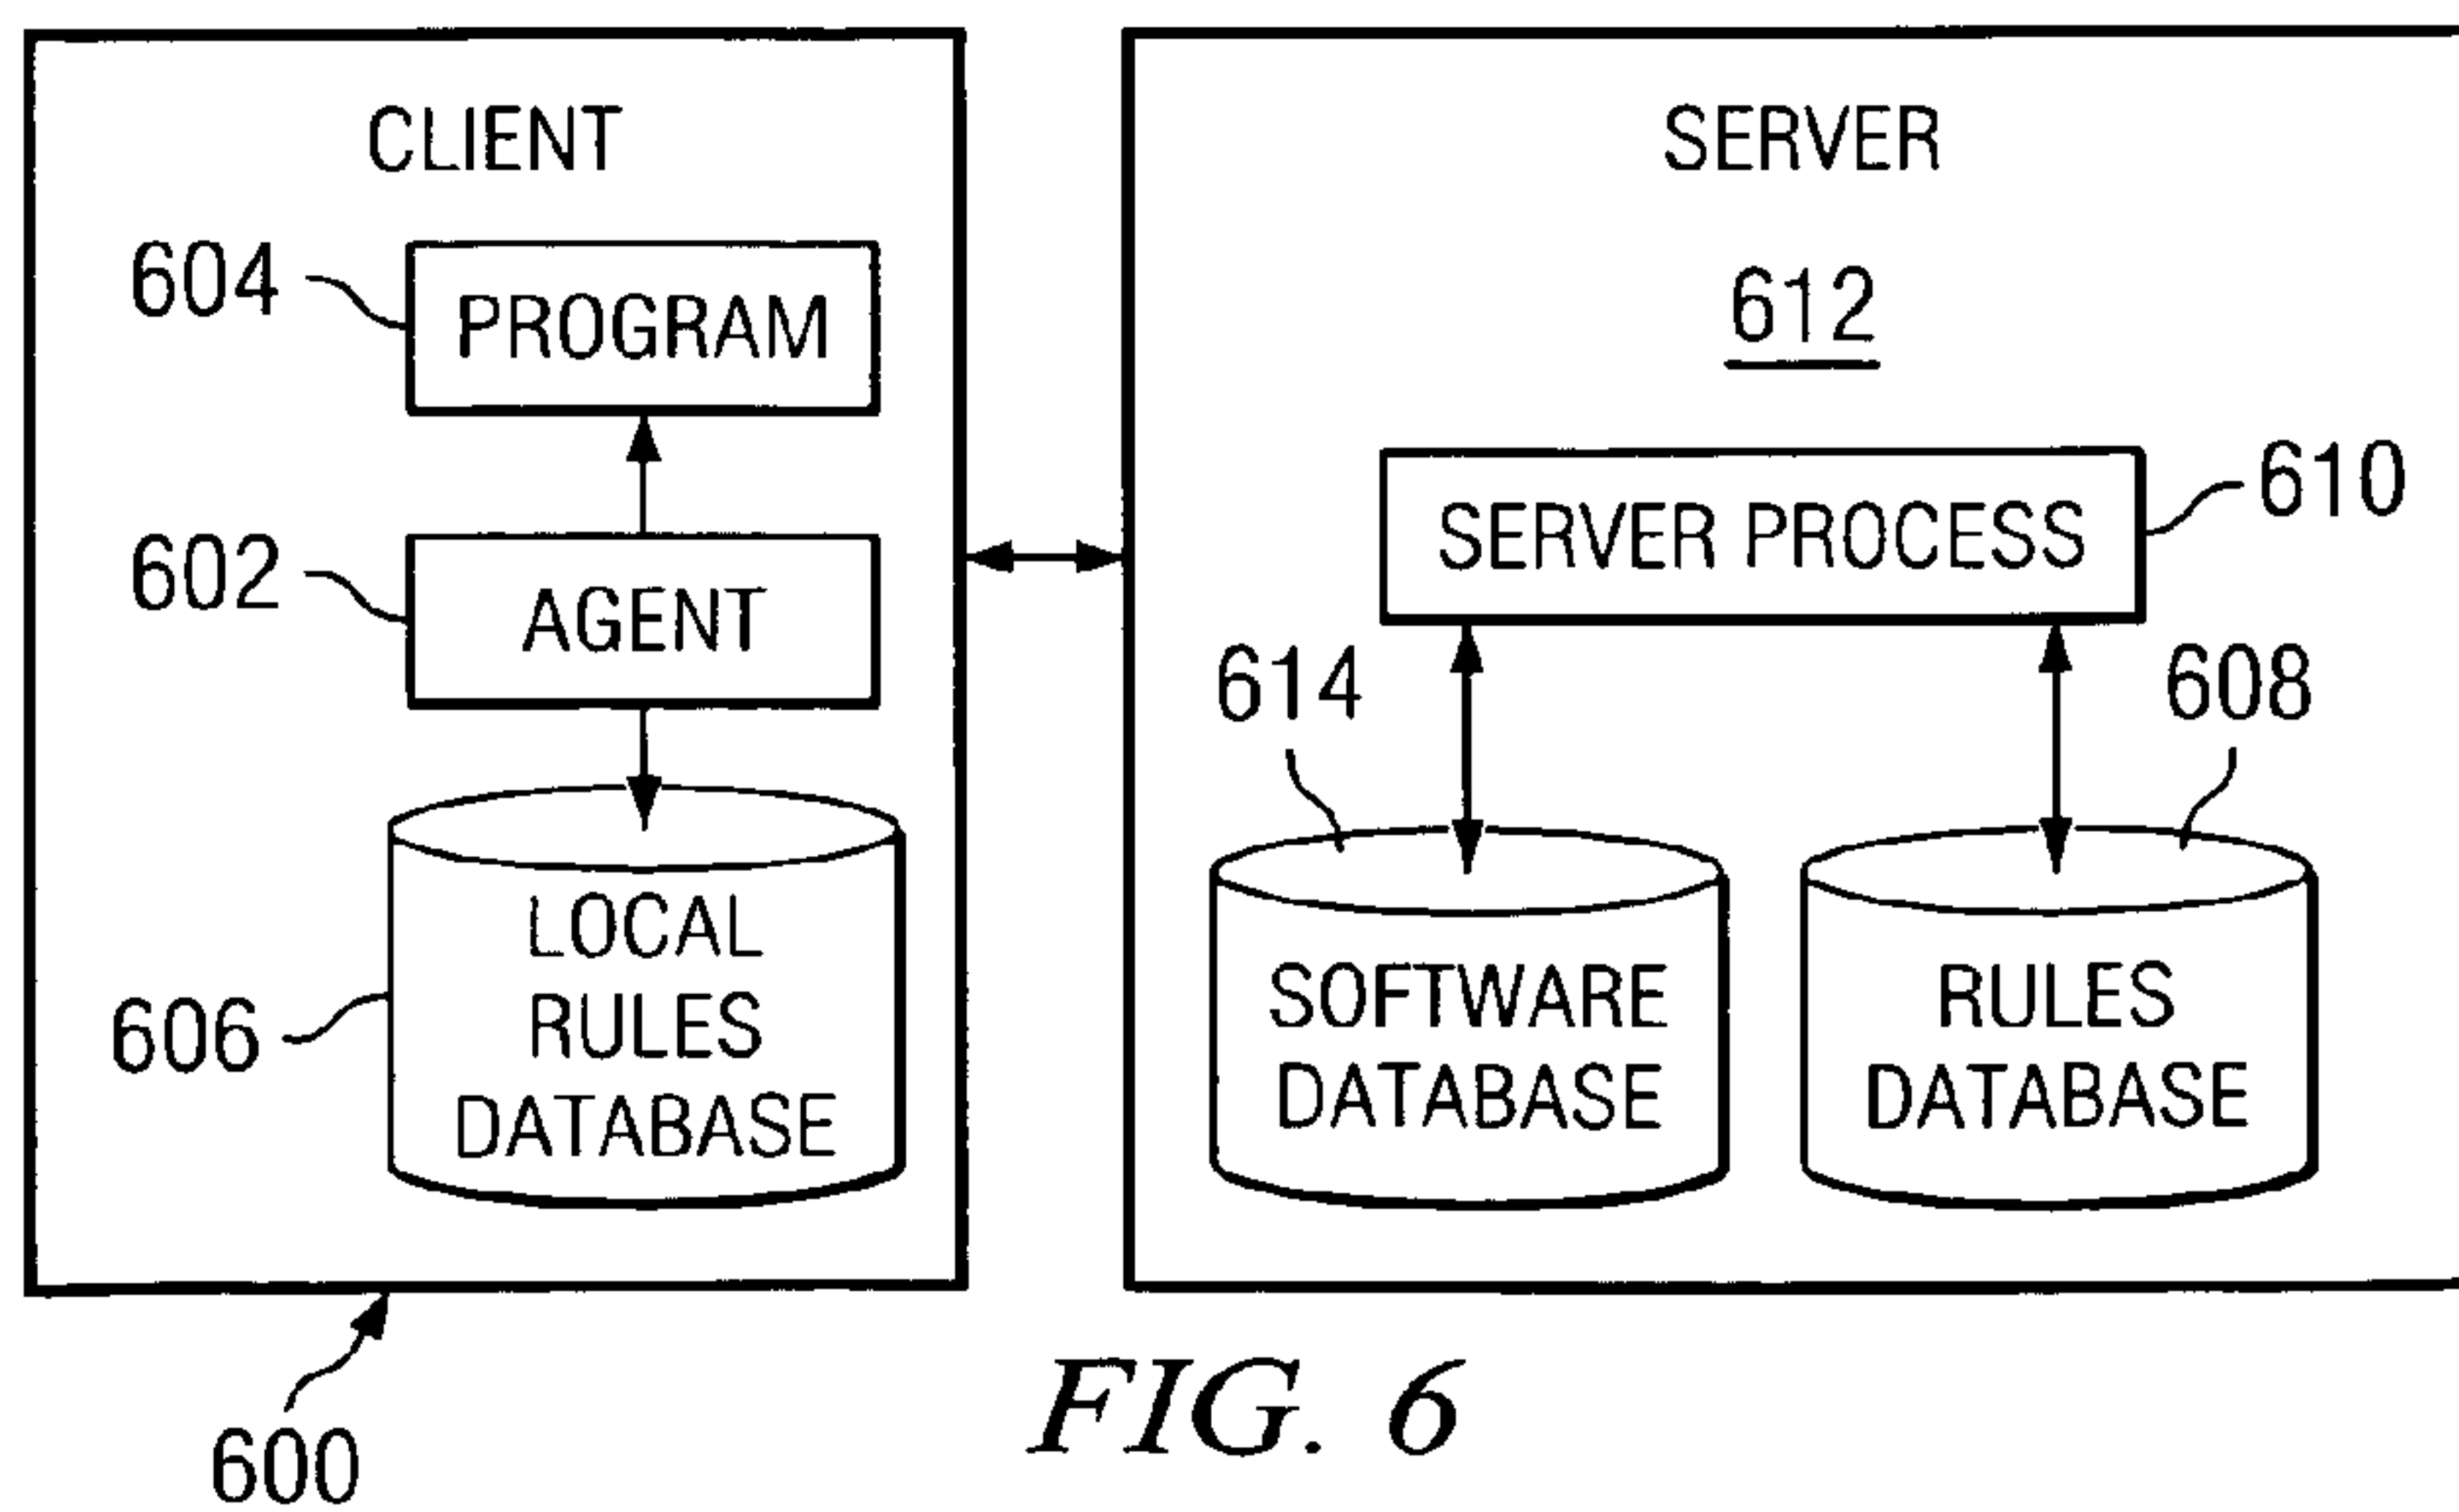 CLIENT
604
PROGRAM
602
AGENT
606
LOCAL
RULES
DATABASE
600
SERVER
612
SERVER PROCESS
610
614
608
SOFTWARE
DATABASE
RULES
DATABASE
FIG. 6